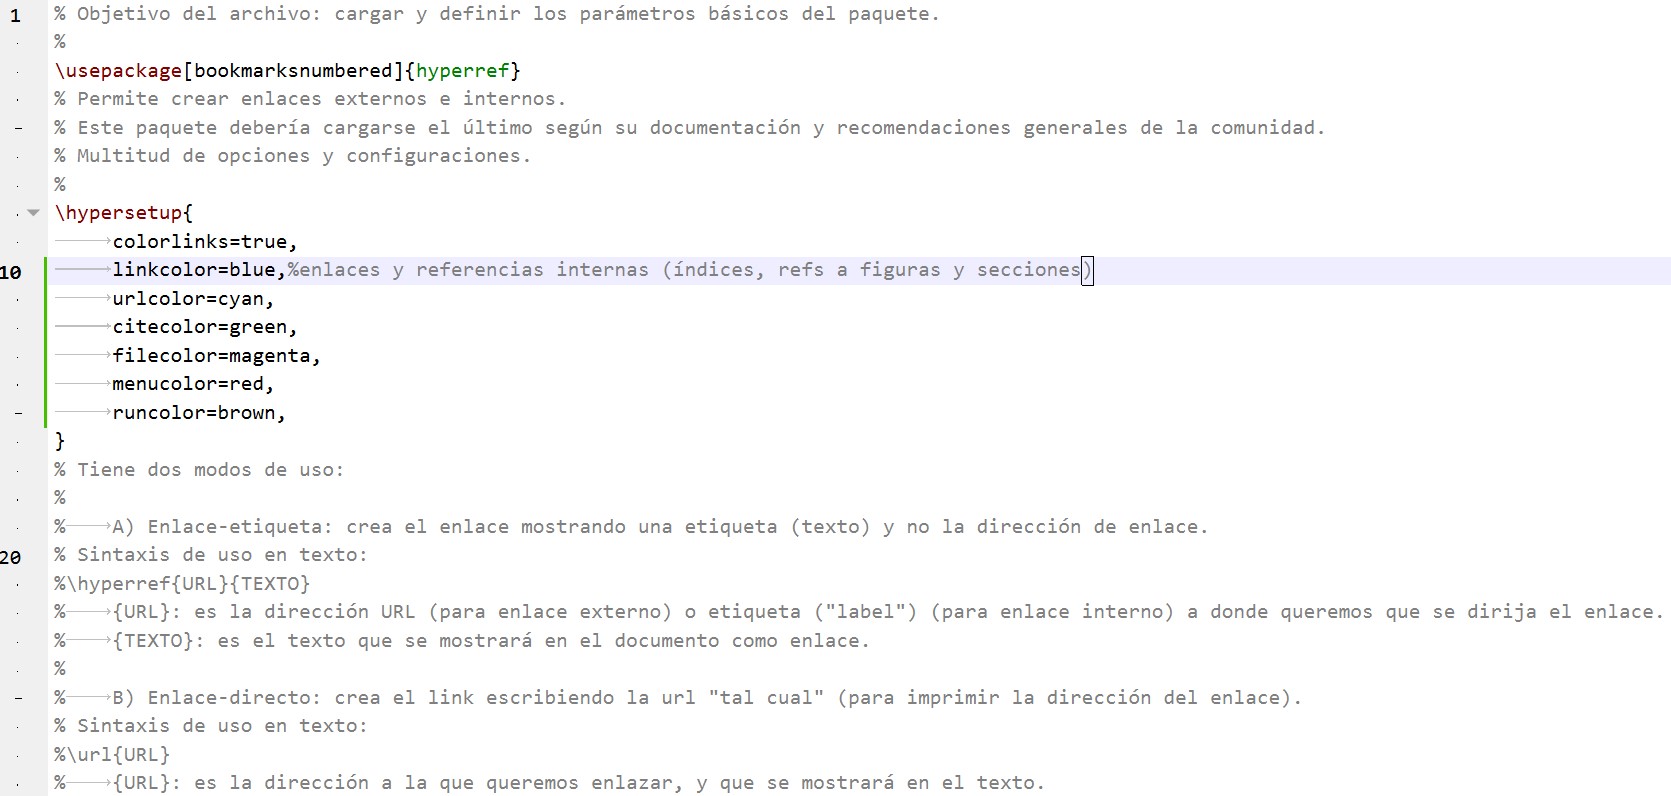 1 % Objetivo del archivo: cargar y definir los parámetros básicos del paquete.
%
\usepackage[bookmarksnumbered]{hyperref}
% Permite crear enlaces externos e internos.
% Este paquete debería cargarse el último según su documentación y recomendaciones generales de la comunidad.
% Multitud de opciones y configuraciones.
%
\hypersetup{
colorlinks=true,
10 linkcolor=blue,%enlaces y referencias internas (índices, refs a figuras y secciones)
urlcolor=cyan,
citecolor=green,
filecolor=magenta,
menucolor=red,
runcolor=brown,
}
% Tiene dos modos de uso:
%
% A) Enlace-etiqueta: crea el enlace mostrando una etiqueta (texto) y no la dirección de enlace.
20 % Sintaxis de uso en texto:
%\hyperref{URL}{TEXTO}
% {URL}: es la dirección URL (para enlace externo) o etiqueta ("label") (para enlace interno) a donde queremos que se dirija el enlace.
% {TEXTO}: es el texto que se mostrará en el documento como enlace.
%
% B) Enlace-directo: crea el link escribiendo la url "tal cual" (para imprimir la dirección del enlace).
% Sintaxis de uso en texto:
%\url{URL}
% {URL}: es la dirección a la que queremos enlazar, y que se mostrará en el texto.